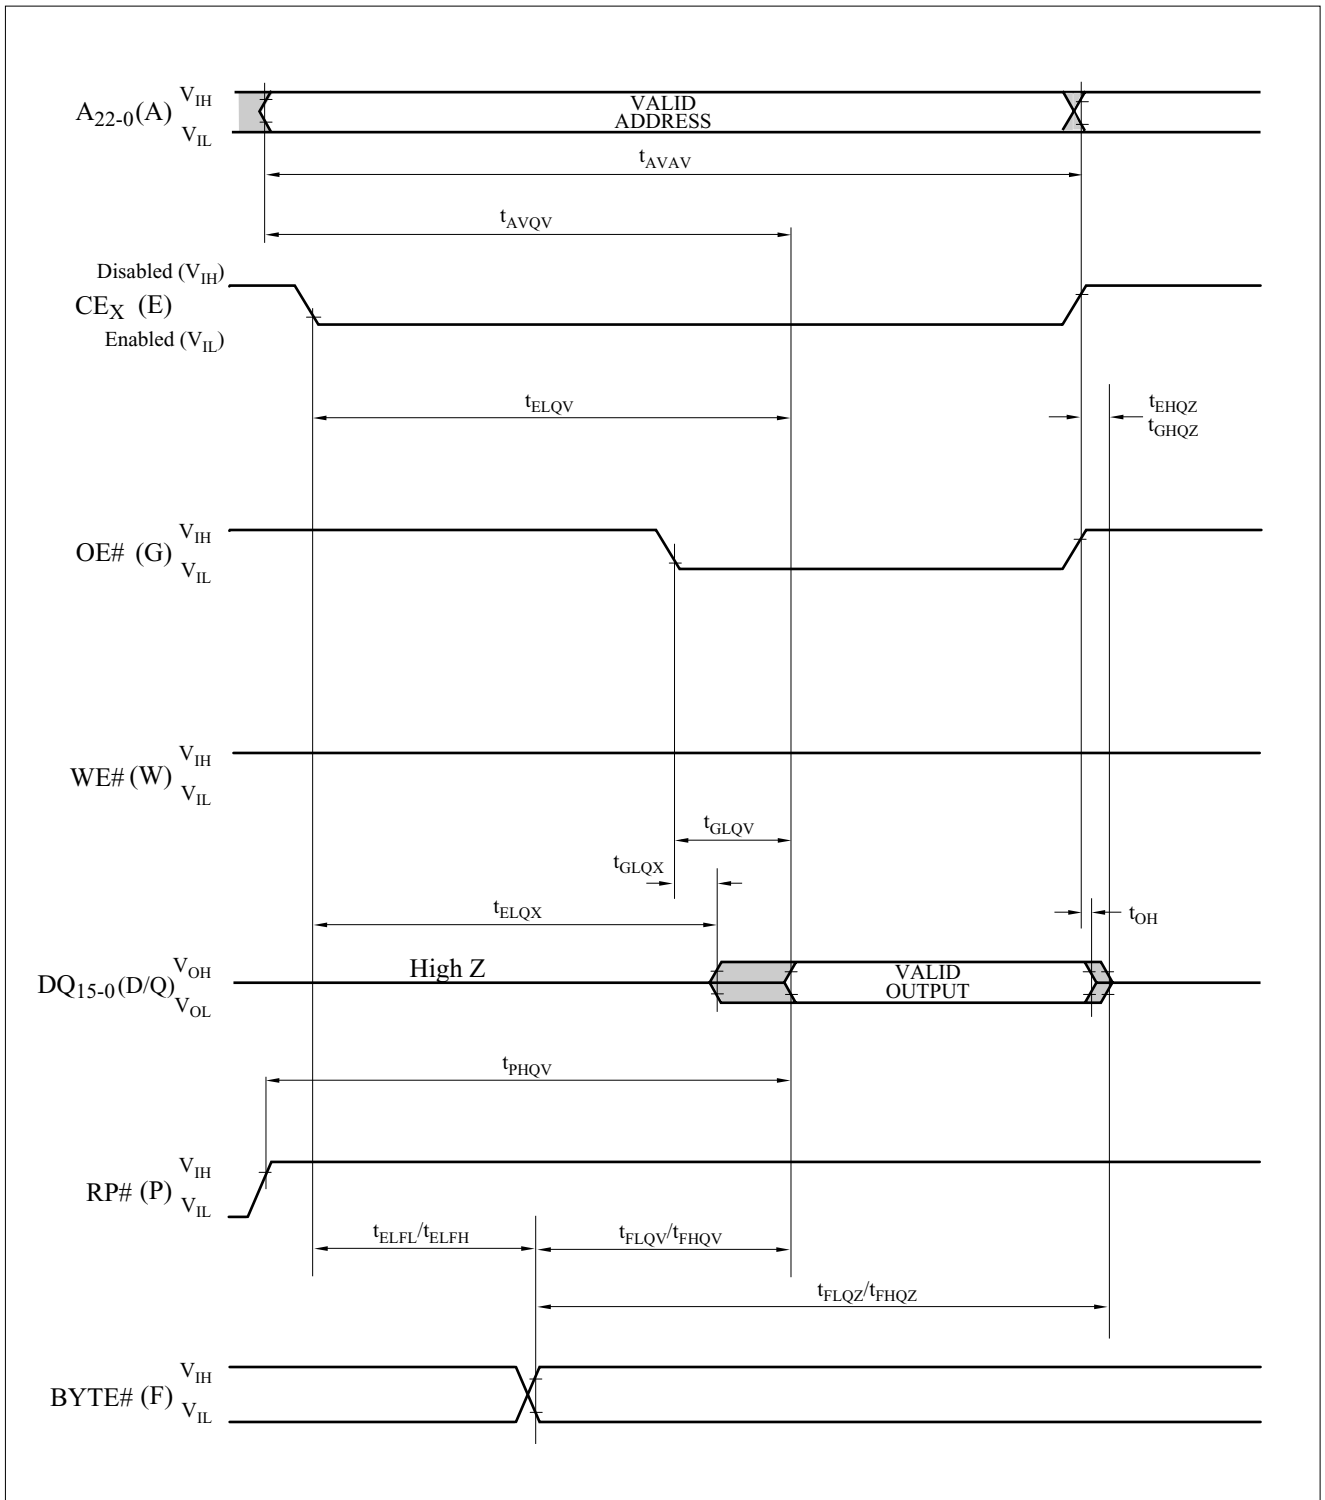 A22-0(A) VIH
VIL
VALID
ADDRESS
tAVAV
tAVQV
Disabled (VIH)
CEX (E)
Enabled (VIL)
tELQV
tEHQZ
tGHQZ
VIH
OE# (G)
VIL
VIH
WE# (W)
VIL
tGLQV
tGLQX
tELQX
tOH
VOH
DQ15-0(D/Q)
VOL
High Z
VALID
OUTPUT
tPHQV
VIH
RP# (P)
VIL
tELFL/tELFH
tFLQV/tFHQV
tFLQZ/tFHQZ
VIH
BYTE# (F)
VIL